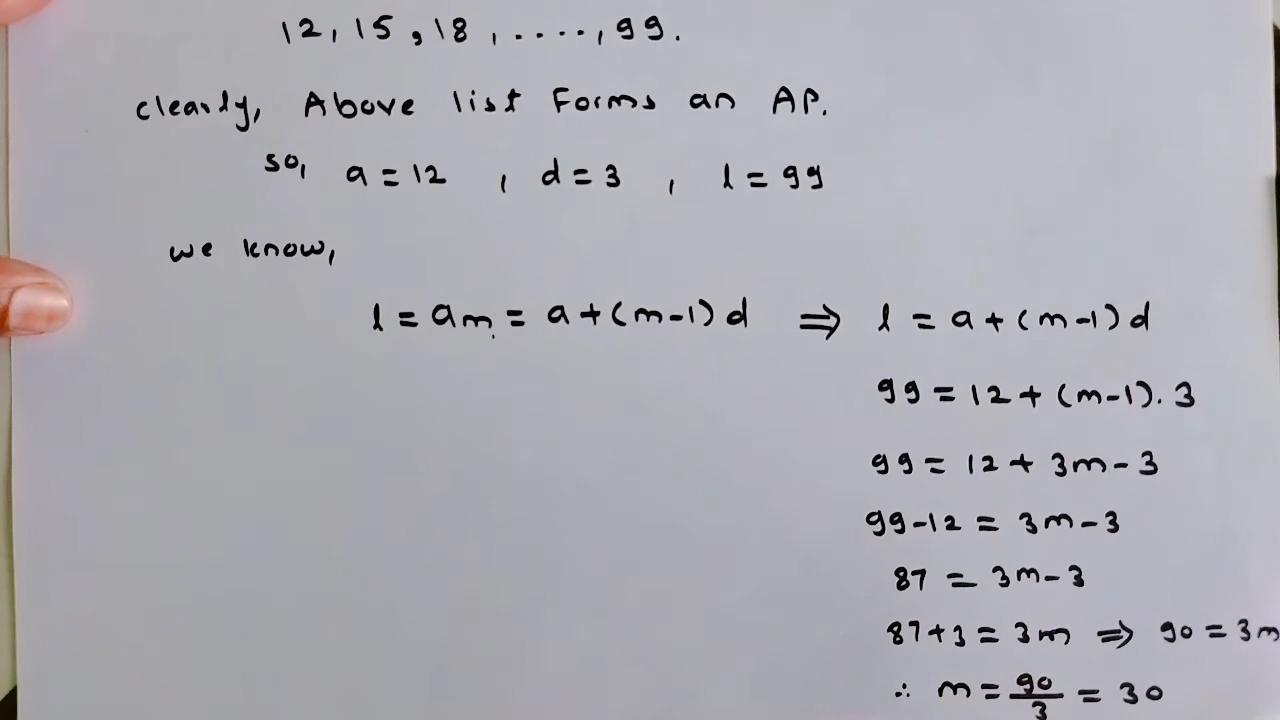 12, 15, 18, ...., 99.
clearly, Above list Forms an AP.
so, a = 12 , d = 3 , l = 99
we know,
l = am = a + (m-1) d ⇒ l = a + (m-1) d
99 = 12 + (m-1). 3
99 = 12 + 3m - 3
99-12 = 3m - 3
87 = 3m - 3
87+3 = 3m ⇒ 90 = 3m
∴ m = 90/3 = 30